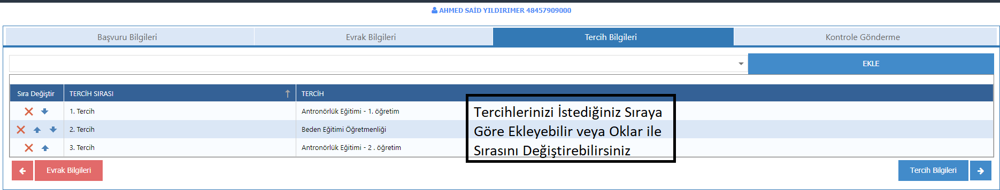 AHMED SAİD YILDIRIMER 48457909000
Başvuru Bilgileri
Evrak Bilgileri
Tercih Bilgileri
Kontrole Gönderme
EKLE
Sıra Değiştir
TERCİH SIRASI
TERCİH
1. Tercih
Antronörlük Eğitimi - 1. öğretim
2. Tercih
Beden Eğitimi Öğretmenliği
3. Tercih
Antronörlük Eğitimi - 2 . öğretim
Tercihlerinizi İstediğiniz Sıraya
Göre Ekleyebilir veya Oklar ile
Sırasını Değiştirebilirsiniz
Evrak Bilgileri
Tercih Bilgileri